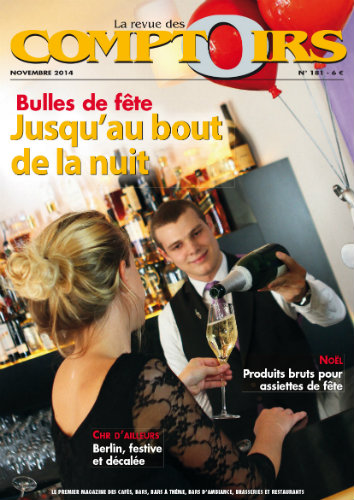 La revue des
COMPTOIRS
NOVEMBRE 2014
N° 181 - 6 €
Bulles de fête
Jusqu'au bout
de la nuit
NOËL
Produits bruts pour
assiettes de fête
CHR D'AILLEURS
Berlin, festive
et décalée
LE PREMIER MAGAZINE DES CAFÉS, BARS, BARS À THÈME, BARS D'AMBIANCE, BRASSERIES ET RESTAURANTS